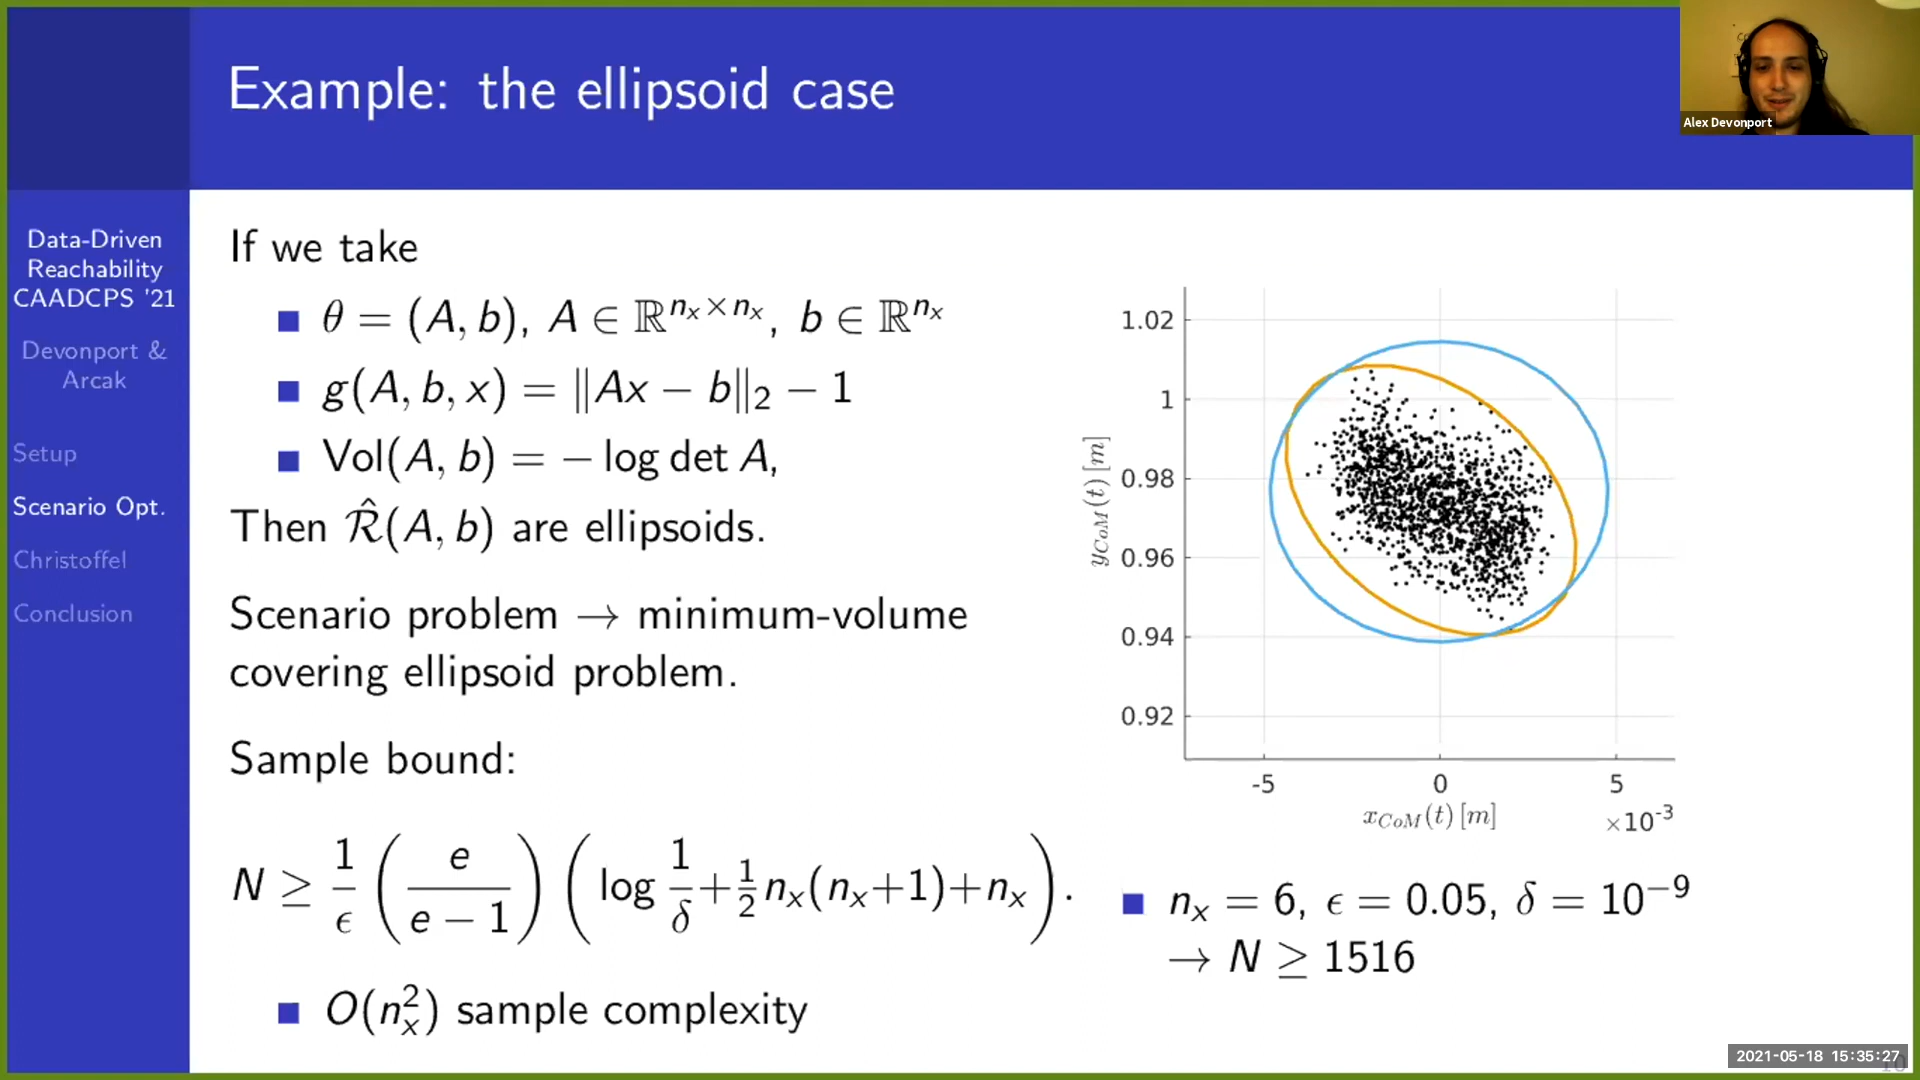 Example: the ellipsoid case
Alex Devonport
Data-Driven
Reachability
CAADCPS '21
Devonport &
Arcak
Setup
Scenario Opt.
Christoffel
Conclusion
If we take
θ = (A, b), A ∈ ℝ^{n_x×n_x}, b ∈ ℝ^{n_x}
g(A, b, x) = ‖Ax − b‖₂ − 1
Vol(A, b) = − log det A,
Then R̂(A, b) are ellipsoids.
Scenario problem → minimum-volume
covering ellipsoid problem.
Sample bound:
N ≥ 1/ϵ (e/(e − 1)) (log 1/δ + 1/2 n_x(n_x+1)+n_x).
O(n_x²) sample complexity
1.02
1
0.98
0.96
0.94
0.92
y_{CoM}(t) [m]
-5 0 5
x_{CoM}(t) [m]
×10⁻³
n_x = 6, ϵ = 0.05, δ = 10⁻⁹
→ N ≥ 1516
2021-05-18 15:35:27
10